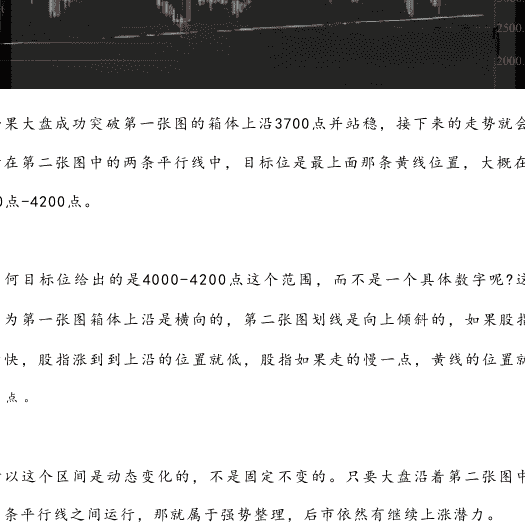 2500.
2000.
果大盘成功突破第一张图的箱体上沿3700点并站稳，接下来的走势就会
在第二张图中的两条平行线中，目标位是最上面那条黄线位置，大概在
0点-4200点。
何目标位给出的是4000-4200点这个范围，而不是一个具体数字呢?这
为第一张图箱体上沿是横向的，第二张图划线是向上倾斜的，如果股指
快，股指涨到到上沿的位置就低，股指如果走的慢一点，黄线的位置就
点。
以这个区间是动态变化的，不是固定不变的。只要大盘沿着第二张图中
条平行线之间运行，那就属于强势整理，后市依然有继续上涨潜力。